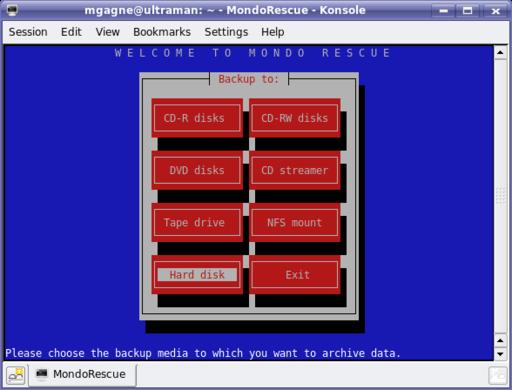 mgagne@ultraman: ~ - MondoRescue - Konsole
Session Edit View Bookmarks Settings Help
WELCOME TO MONDO RESCUE
Backup to:
CD-R disks CD-RW disks
DVD disks CD streamer
Tape drive NFS mount
Hard disk Exit
Please choose the backup media to which you want to archive data.
MondoRescue